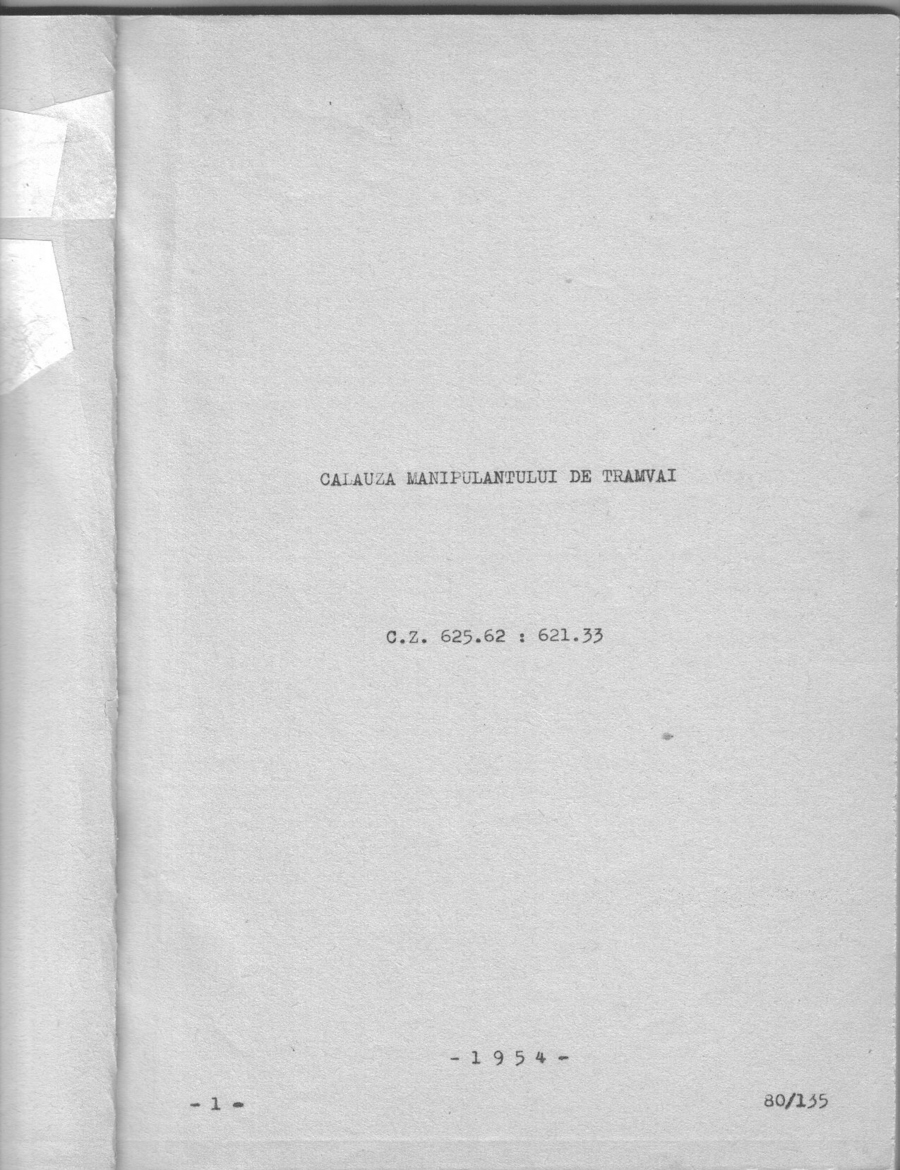 CALAUZA MANIPULANTULUI DE TRAMVAI
C.Z. 625.62 : 621.33
- 1 9 5 4 -
- 1 -
80/135